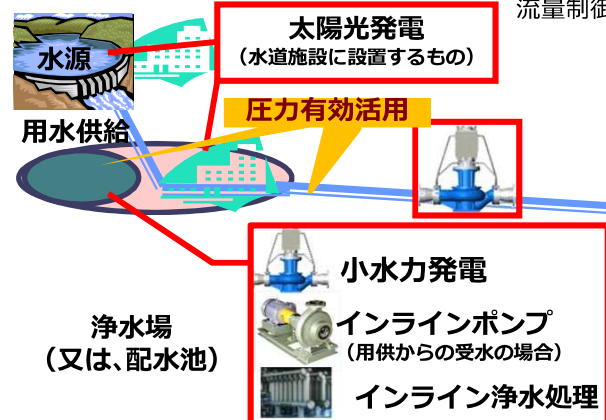 流量制御
太陽光発電
（水道施設に設置するもの）
水源
圧力有効活用
用水供給
小水力発電
インラインポンプ
（用供からの受水の場合）
浄水場
（又は、配水池）
インライン浄水処理